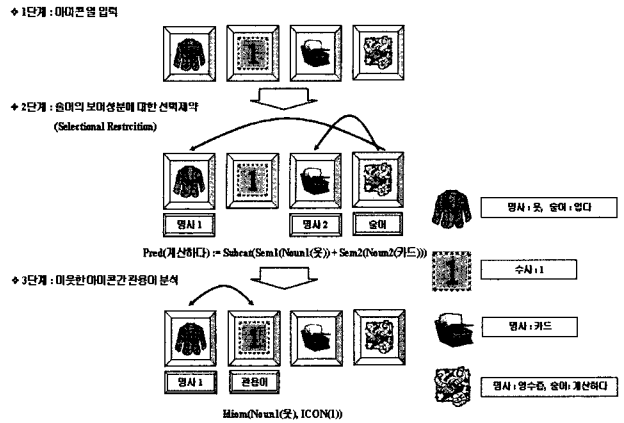 ❖ 1단계 : 아이콘열 입력
❖ 2단계 : 술어의 보어성분에 대한 선택제약
(Selectional Restrcition)
명사 1
명사 2
술어
Pred(계산하다) := Subcat(Sem1(Noun1(옷)) + Sem2(Noun2(카드)))
❖ 3단계 : 이웃한 아이콘간 관용어 분석
명사 1
관용어
Idiom(Noun1(옷), ICON(1))
명사 : 옷, 술어 : 입다
수사 : 1
명사 : 카드
명사 : 영수증, 술어 : 계산하다